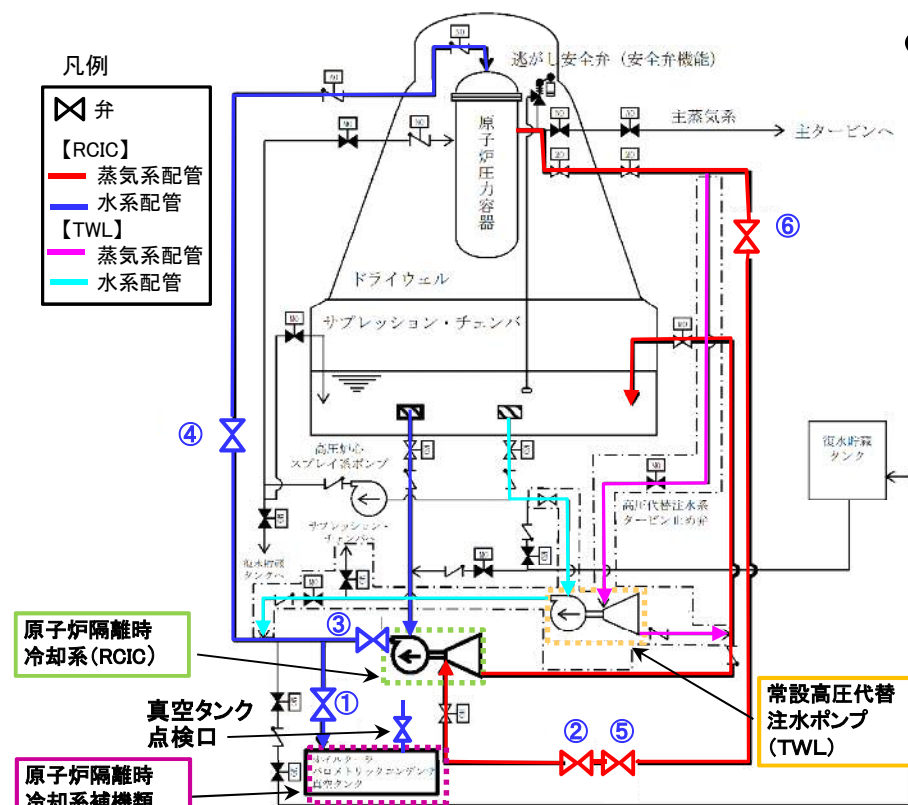 凡例
弁
【RCIC】
蒸気系配管
水系配管
【TWL】
蒸気系配管
水系配管
逃がし安全弁（安全弁機能）
主蒸気系
主タービンへ
原子炉圧力容器
ドライウェル
サプレッション・チェンバ
⑥
④
高圧炉心
スプレイ系ポンプ
サプレッション・
チェンバへ
復水貯蔵
タンクへ
高圧代替注水系
タービン止め弁
復水貯蔵
タンク
原子炉隔離時
冷却系（RCIC）
③
①
真空タンク
点検口
②
⑤
常設高圧代替
注水ポンプ
(TWL)
オイルクーラ
バロメトリックコンデンサ
真空タンク
原子炉隔離時
冷却系補機類